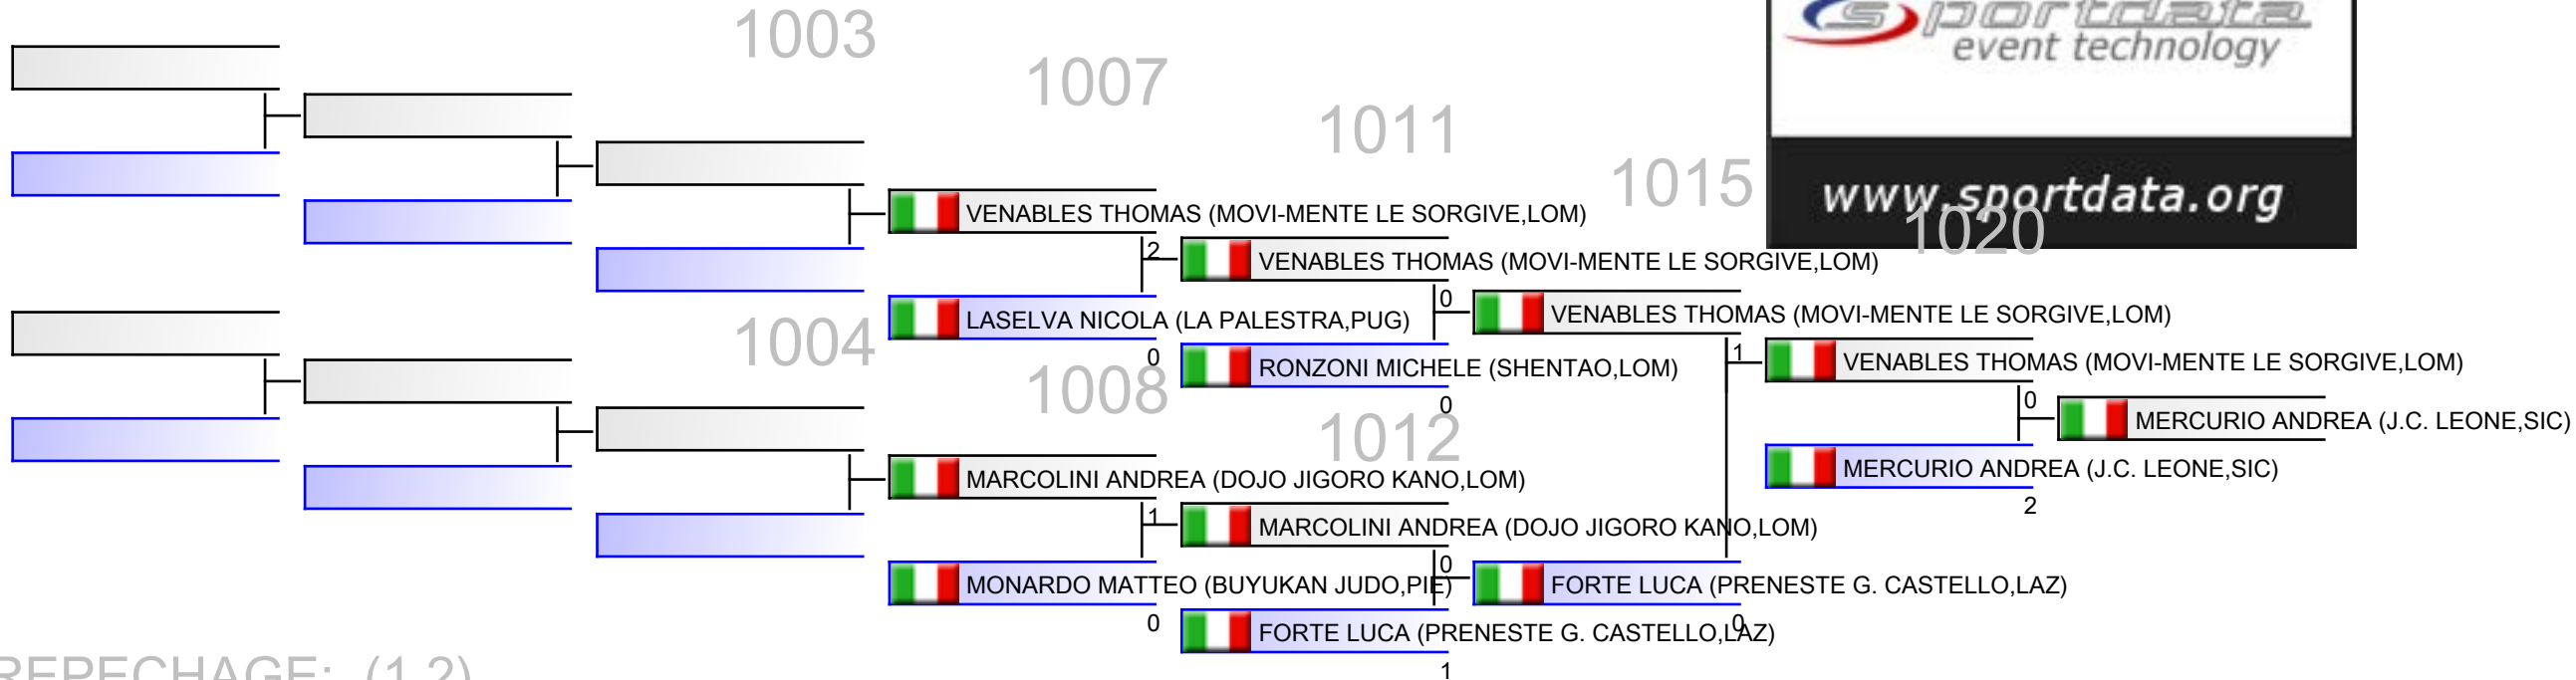 sportdata
event technology
www.sportdata.org
1003
1007
1011
1015
1020
VENABLES THOMAS (MOVI-MENTE LE SORGIVE,LOM)
2
VENABLES THOMAS (MOVI-MENTE LE SORGIVE,LOM)
0
VENABLES THOMAS (MOVI-MENTE LE SORGIVE,LOM)
LASELVA NICOLA (LA PALESTRA,PUG)
0
1
VENABLES THOMAS (MOVI-MENTE LE SORGIVE,LOM)
RONZONI MICHELE (SHENTAO,LOM)
0
0
MERCURIO ANDREA (J.C. LEONE,SIC)
1004
1008
1012
MERCURIO ANDREA (J.C. LEONE,SIC)
2
MARCOLINI ANDREA (DOJO JIGORO KANO,LOM)
1
MARCOLINI ANDREA (DOJO JIGORO KANO,LOM)
0
MONARDO MATTEO (BUYUKAN JUDO,PIE)
0
FORTE LUCA (PRENESTE G. CASTELLO,LAZ)
0
FORTE LUCA (PRENESTE G. CASTELLO,LAZ)
1
REPECHAGE: (1,2)